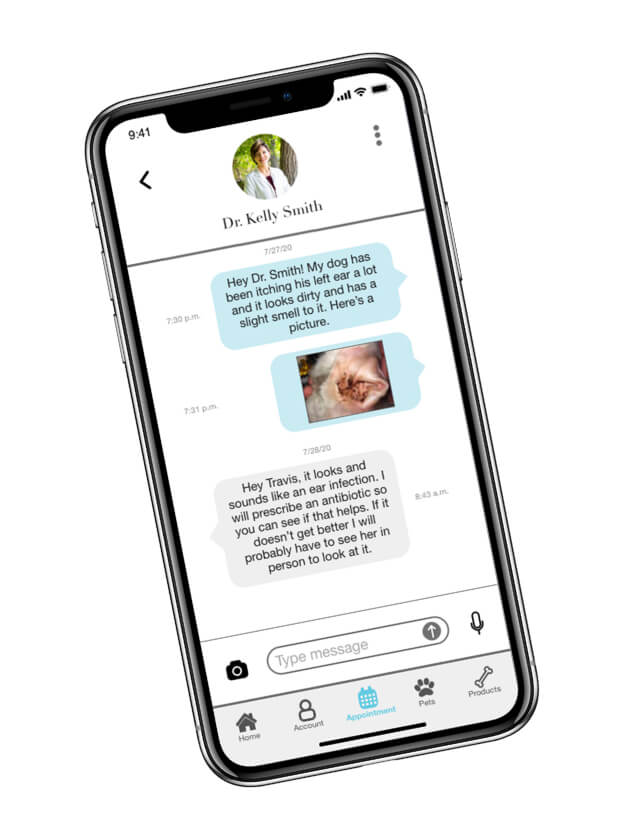 9:41
Dr. Kelly Smith
7/27/20
Hey Dr. Smith! My dog has
been itching his left ear a lot
and it looks dirty and has a
slight smell to it. Here's a
picture.
7:30 p.m.
7:31 p.m.
7/28/20
Hey Travis, it looks and
sounds like an ear infection. I
will prescribe an antibiotic so
you can see if that helps. If it
doesn't get better I will
probably have to see her in
person to look at it.
8:43 a.m.
Type message
Home
Account
Appointment
Pets
Products